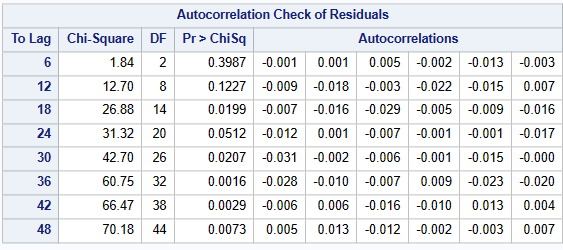 Autocorrelation Check of Residuals
To Lag Chi-Square DF Pr > ChiSq Autocorrelations
6 1.84 2 0.3987 -0.001 0.001 0.005 -0.002 -0.013 -0.003
12 12.70 8 0.1227 -0.009 -0.018 -0.003 -0.022 -0.015 0.007
18 26.88 14 0.0199 -0.007 -0.016 -0.029 -0.005 -0.009 -0.016
24 31.32 20 0.0512 -0.012 0.001 -0.007 -0.001 -0.001 -0.017
30 42.70 26 0.0207 -0.031 -0.002 -0.006 -0.001 -0.015 -0.000
36 60.75 32 0.0016 -0.028 -0.010 -0.007 0.009 -0.023 -0.020
42 66.47 38 0.0029 -0.006 0.006 -0.016 -0.010 0.013 0.004
48 70.18 44 0.0073 0.005 0.013 -0.012 -0.002 -0.003 0.007